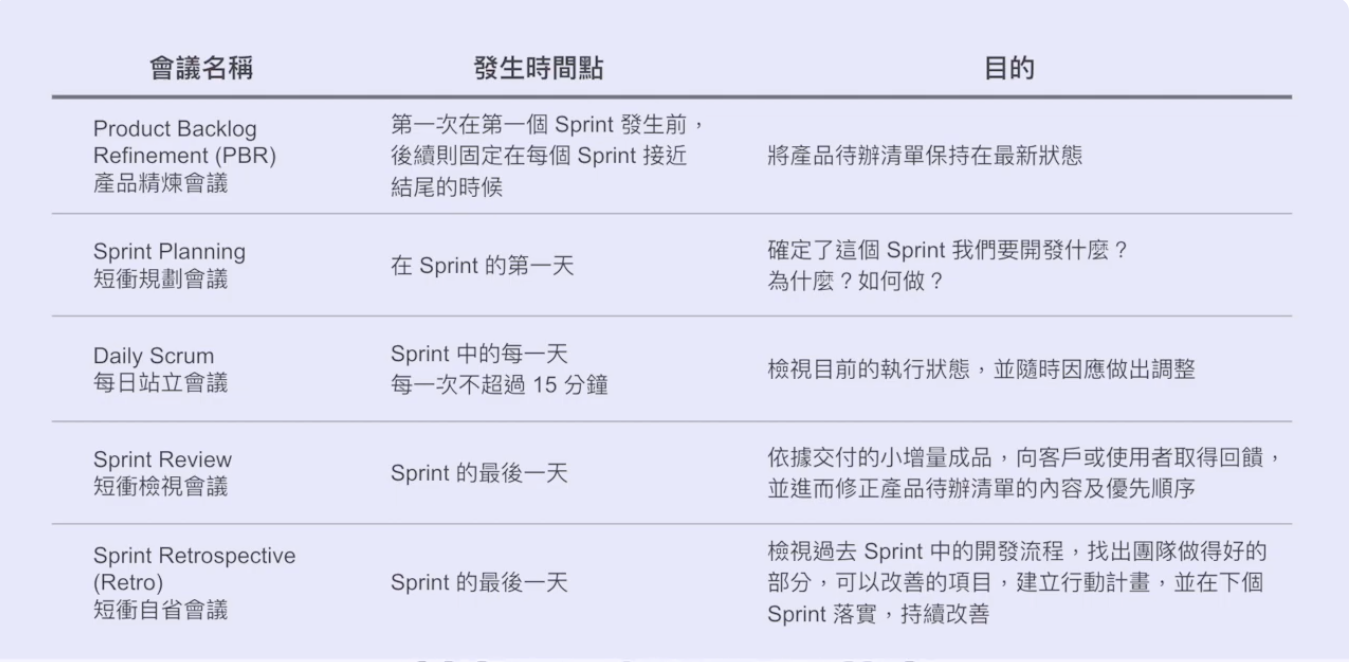 會議名稱
發生時間點
目的
Product Backlog
Refinement (PBR)
產品精煉會議
第一次在第一個 Sprint 發生前，
後續則固定在每個 Sprint 接近
結尾的時候
將產品待辦清單保持在最新狀態
Sprint Planning
短衝規劃會議
在 Sprint 的第一天
確定了這個 Sprint 我們要開發什麼？
為什麼？如何做？
Daily Scrum
每日站立會議
Sprint 中的每一天
每一次不超過 15 分鐘
檢視目前的執行狀態，並隨時因應做出調整
Sprint Review
短衝檢視會議
Sprint 的最後一天
依據交付的小增量成品，向客戶或使用者取得回饋，
並進而修正產品待辦清單的內容及優先順序
Sprint Retrospective
(Retro)
短衝自省會議
Sprint 的最後一天
檢視過去 Sprint 中的開發流程，找出團隊做得好的
部分，可以改善的項目，建立行動計畫，並在下個
Sprint 落實，持續改善